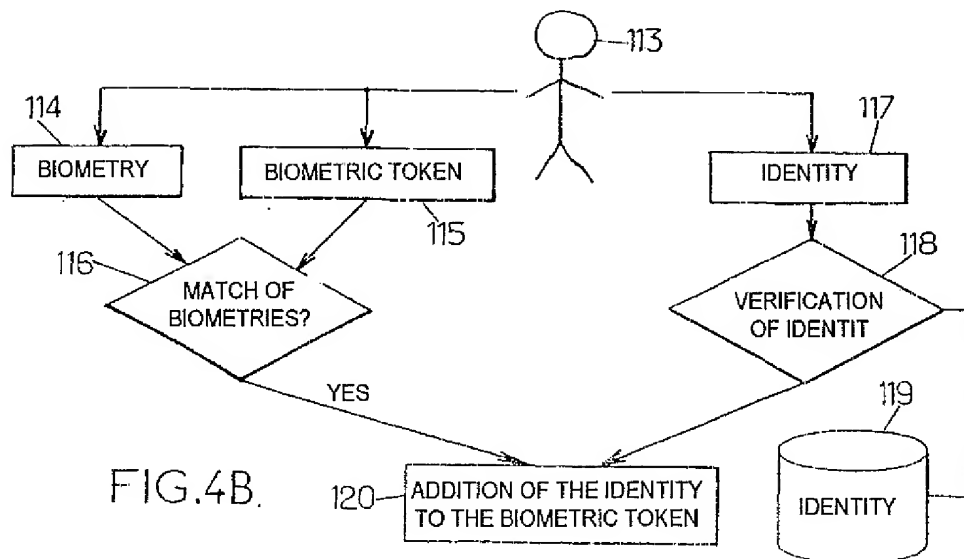 113
114
117
BIOMETRY
BIOMETRIC TOKEN
IDENTITY
115
116
118
MATCH OF
BIOMETRIES?
VERIFICATION
OF IDENTIT
YES
119
FIG.4B.
120
ADDITION OF THE IDENTITY
TO THE BIOMETRIC TOKEN
IDENTITY